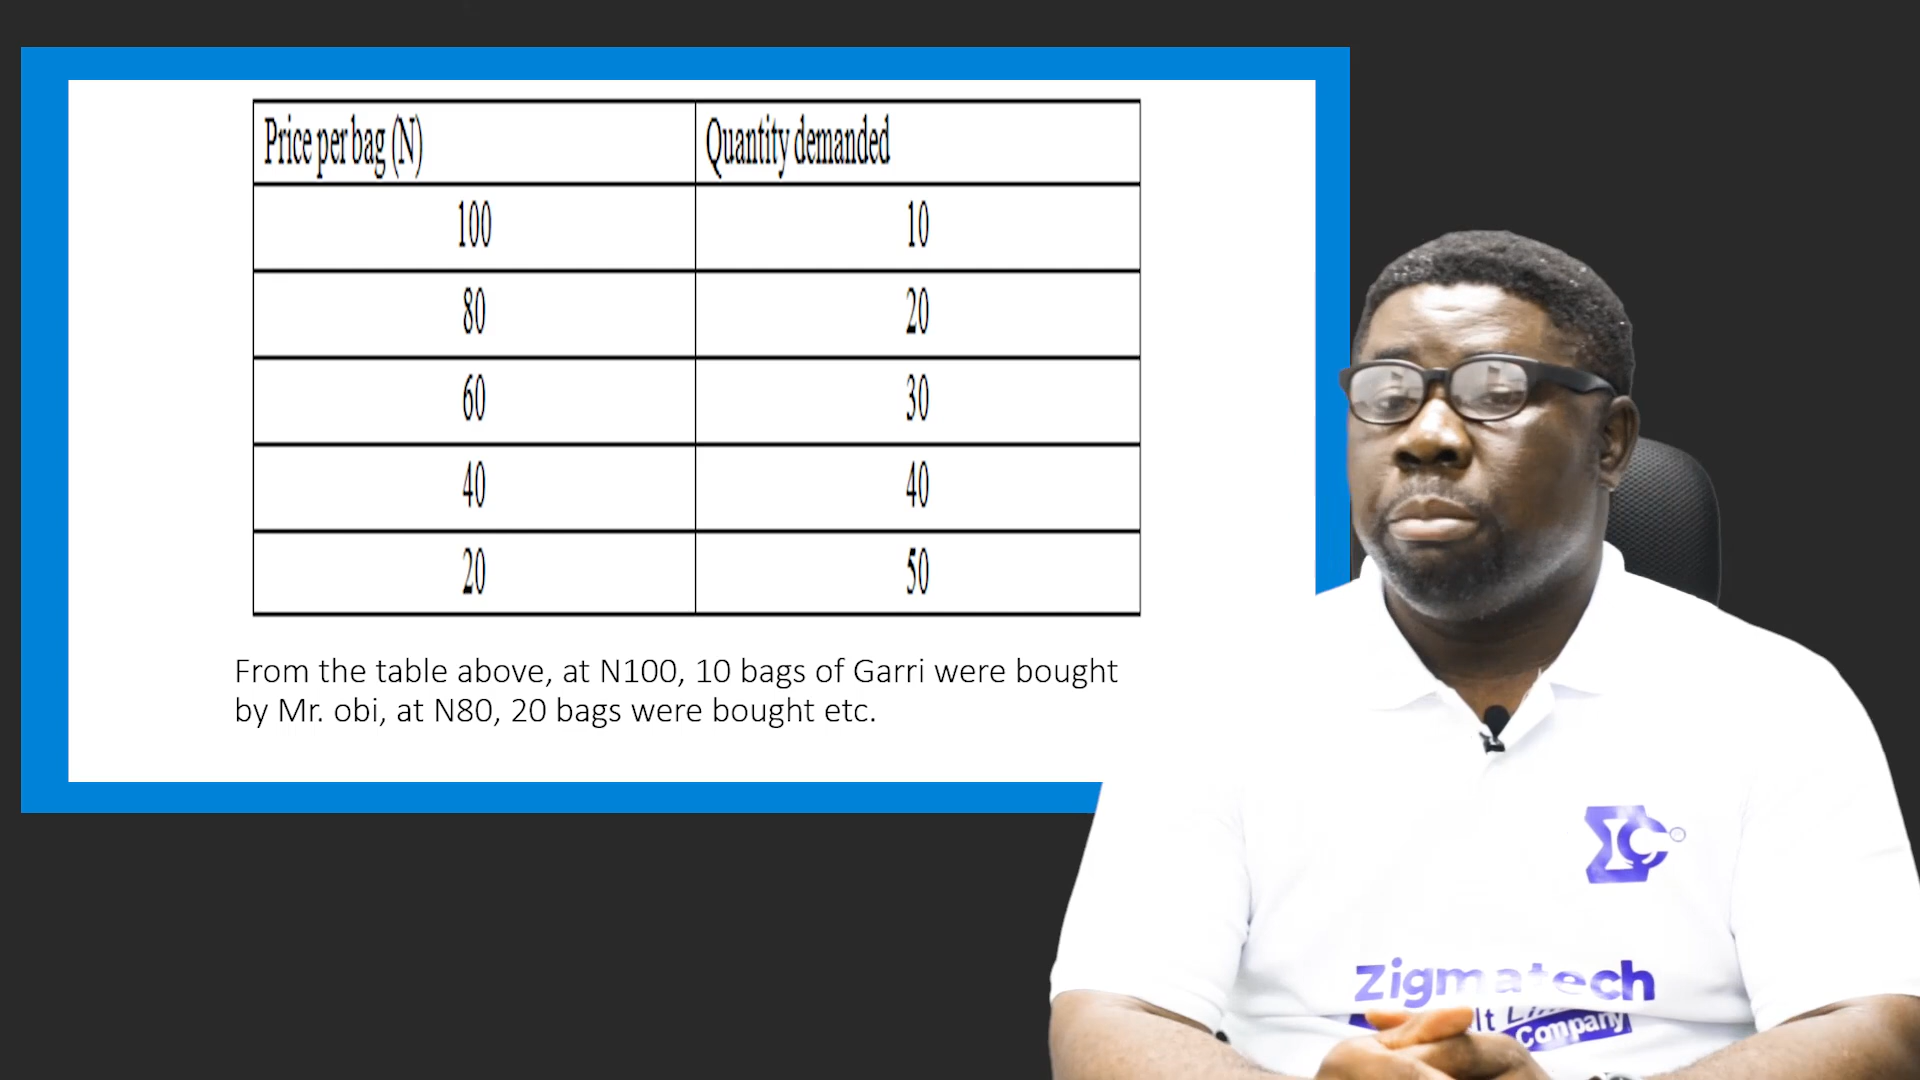 Price per bag (N) Quantity demanded
100 10
80 20
60 30
40 40
20 50
From the table above, at N100, 10 bags of Garri were bought
by Mr. obi, at N80, 20 bags were bought etc.
zigmatech
Company